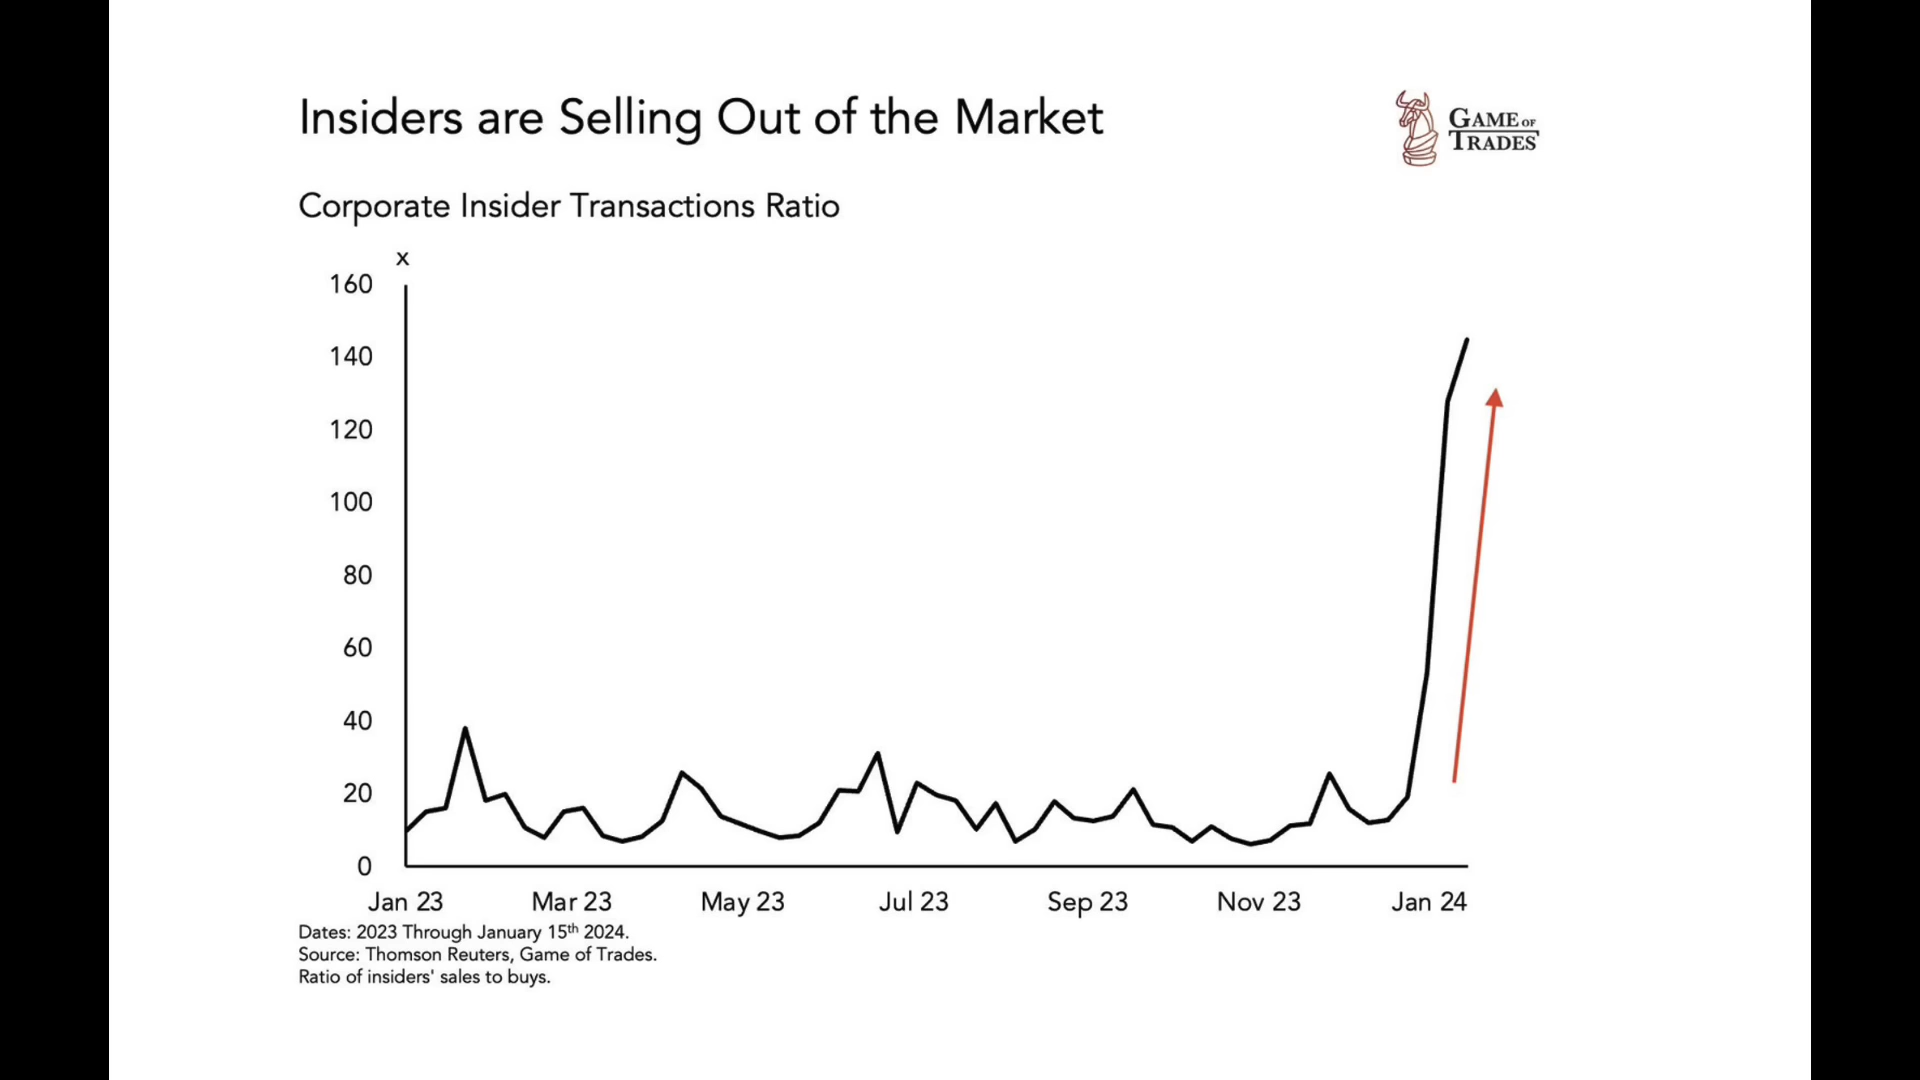 Insiders are Selling Out of the Market
GAME OF
TRADES
Corporate Insider Transactions Ratio
x
160
140
120
100
80
60
40
20
0
Jan 23 Mar 23 May 23 Jul 23 Sep 23 Nov 23 Jan 24
Dates: 2023 Through January 15th 2024.
Source: Thomson Reuters, Game of Trades.
Ratio of insiders' sales to buys.